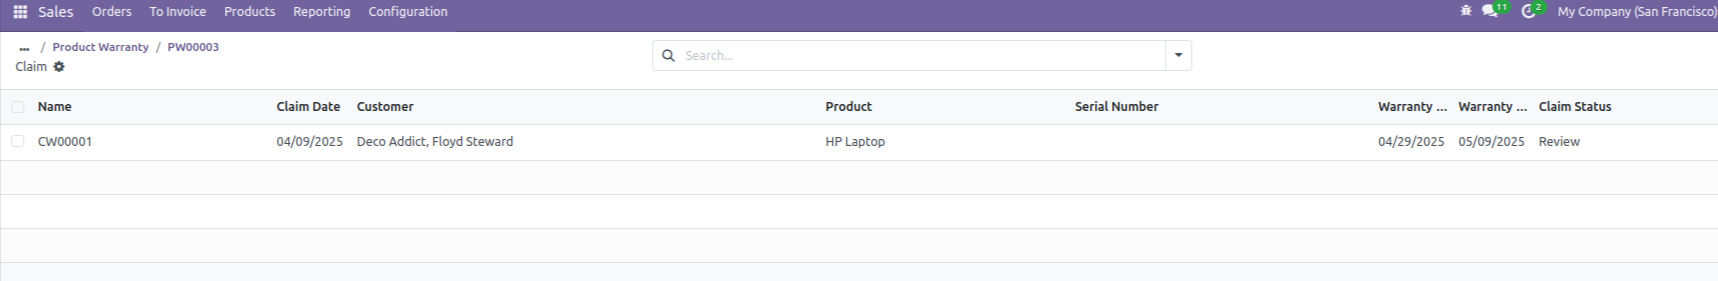 Sales Orders To Invoice Products Reporting Configuration 11 2 My Company (San Francisco)
... / Product Warranty / PW00003
Claim
Search...
Name Claim Date Customer Product Serial Number Warranty ... Warranty ... Claim Status
CW00001 04/09/2025 Deco Addict, Floyd Steward HP Laptop 04/29/2025 05/09/2025 Review